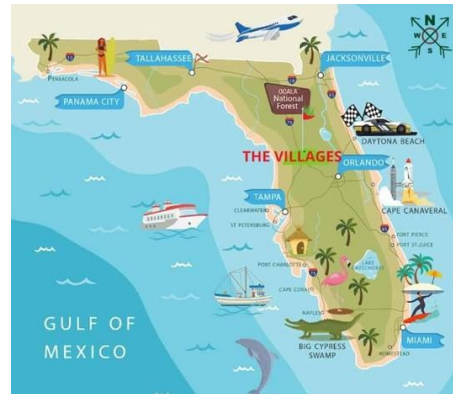 N
W
E
S
TALLAHASSEE
JACKSONVILLE
PENSACOLA
PANAMA CITY
OCALA
National
Forest
DAYTONA BEACH
THE VILLAGES
ORLANDO
TAMPA
CAPE CANAVERAL
CLEARWATER
ST PETERSBURG
FORT PIERCE
PORT ST.LUCE
PORT CHARLOTTE
LAKE
OKEECHOBEE
CAPE CORAL
GULF OF
MEXICO
NAPLES
BIG CYPRESS
SWAMP
MIAMI
HOMESTEAD